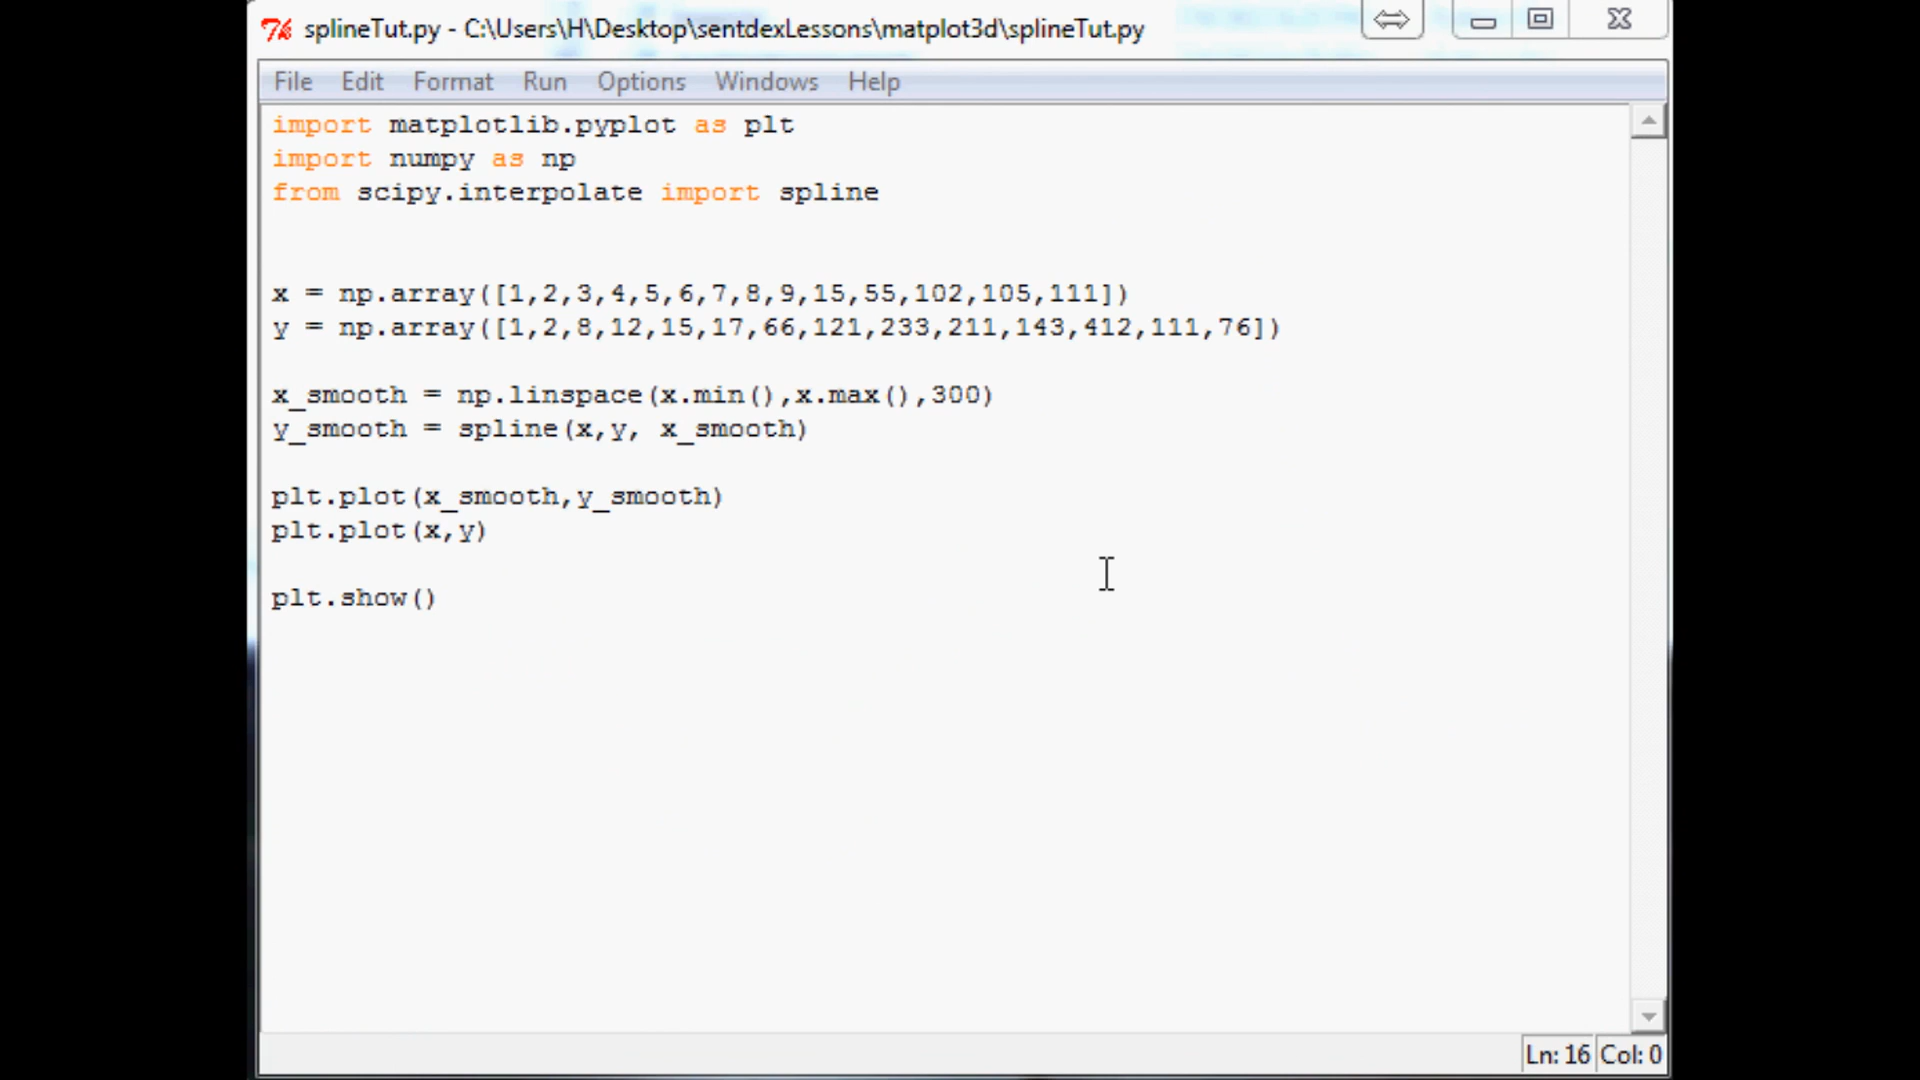 splineTut.py - C:\Users\H\Desktop\sentdexLessons\matplot3d\splineTut.py
File Edit Format Run Options Windows Help
import matplotlib.pyplot as plt
import numpy as np
from scipy.interpolate import spline
x = np.array([1,2,3,4,5,6,7,8,9,15,55,102,105,111])
y = np.array([1,2,8,12,15,17,66,121,233,211,143,412,111,76])
x_smooth = np.linspace(x.min(),x.max(),300)
y_smooth = spline(x,y, x_smooth)
plt.plot(x_smooth,y_smooth)
plt.plot(x,y)
plt.show()
Ln: 16 Col: 0